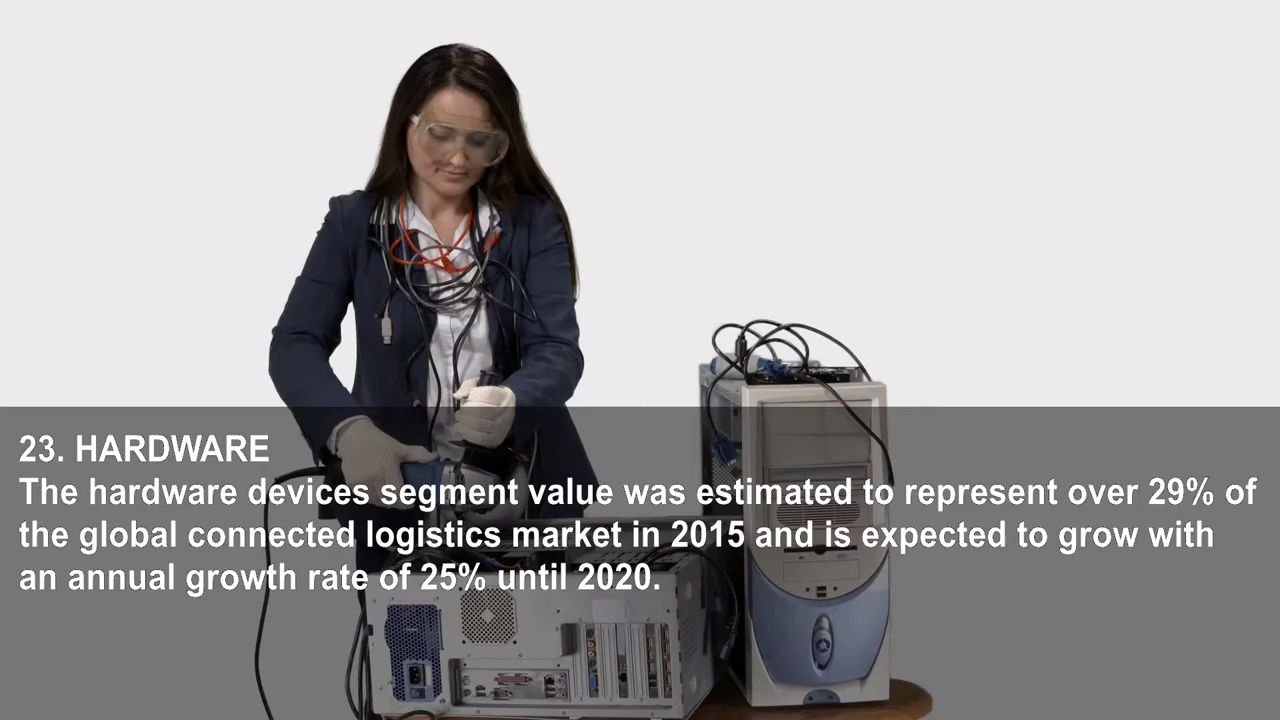 23. HARDWARE
The hardware devices segment value was estimated to represent over 29% of
the global connected logistics market in 2015 and is expected to grow with
an annual growth rate of 25% until 2020.